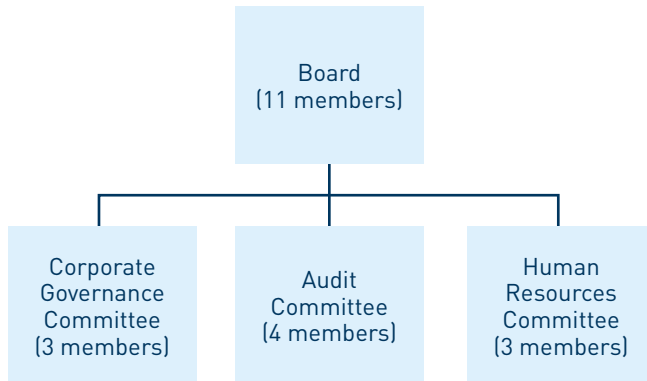 Board
(11 members)
Corporate
Governance
Committee
(3 members)
Audit
Committee
(4 members)
Human
Resources
Committee
(3 members)